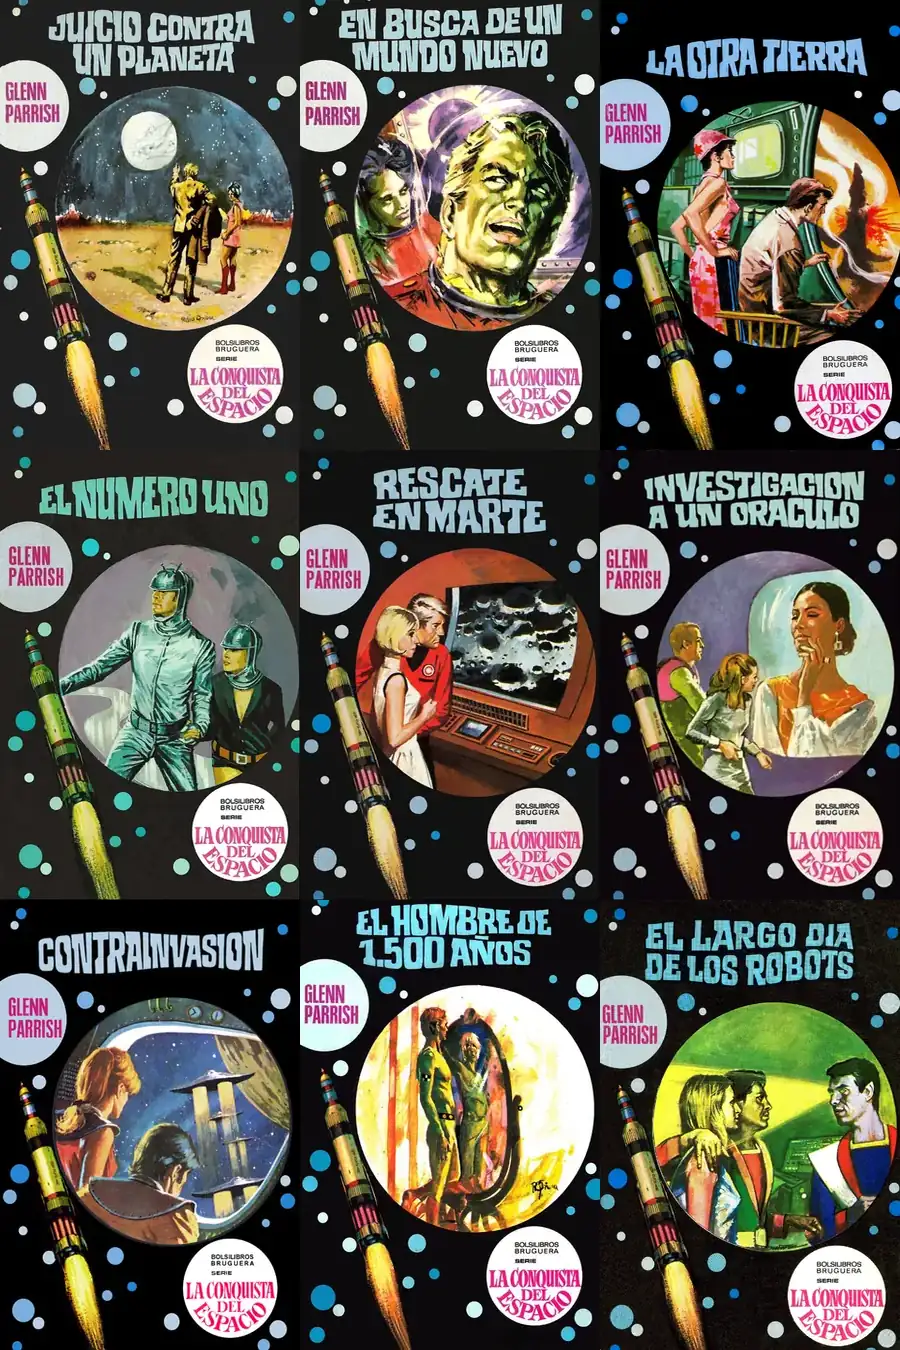 JUICIO CONTRA
UN PLANETA
GLENN
PARRISH
BOLSILIBROS
BRUGUERA
SERIE
LA CONQUISTA
DEL
ESPACIO
EN BUSCA DE UN
MUNDO NUEVO
GLENN
PARRISH
BOLSILIBROS
BRUGUERA
SERIE
LA CONQUISTA
DEL
ESPACIO
LA OTRA TIERRA
GLENN
PARRISH
BOLSILIBROS
BRUGUERA
SERIE
LA CONQUISTA
DEL
ESPACIO
EL NUMERO UNO
GLENN
PARRISH
BOLSILIBROS
BRUGUERA
SERIE
LA CONQUISTA
DEL
ESPACIO
RESCATE
EN MARTE
GLENN
PARRISH
BOLSILIBROS
BRUGUERA
SERIE
LA CONQUISTA
DEL
ESPACIO
INVESTIGACION
A UN ORACULO
GLENN
PARRISH
BOLSILIBROS
BRUGUERA
SERIE
LA CONQUISTA
DEL
ESPACIO
CONTRAINVASION
GLENN
PARRISH
BOLSILIBROS
BRUGUERA
SERIE
LA CONQUISTA
DEL
ESPACIO
EL HOMBRE DE
1.500 AÑOS
GLENN
PARRISH
BOLSILIBROS
BRUGUERA
SERIE
LA CONQUISTA
DEL
ESPACIO
EL LARGO DIA
DE LOS ROBOTS
GLENN
PARRISH
BOLSILIBROS
BRUGUERA
SERIE
LA CONQUISTA
DEL
ESPACIO